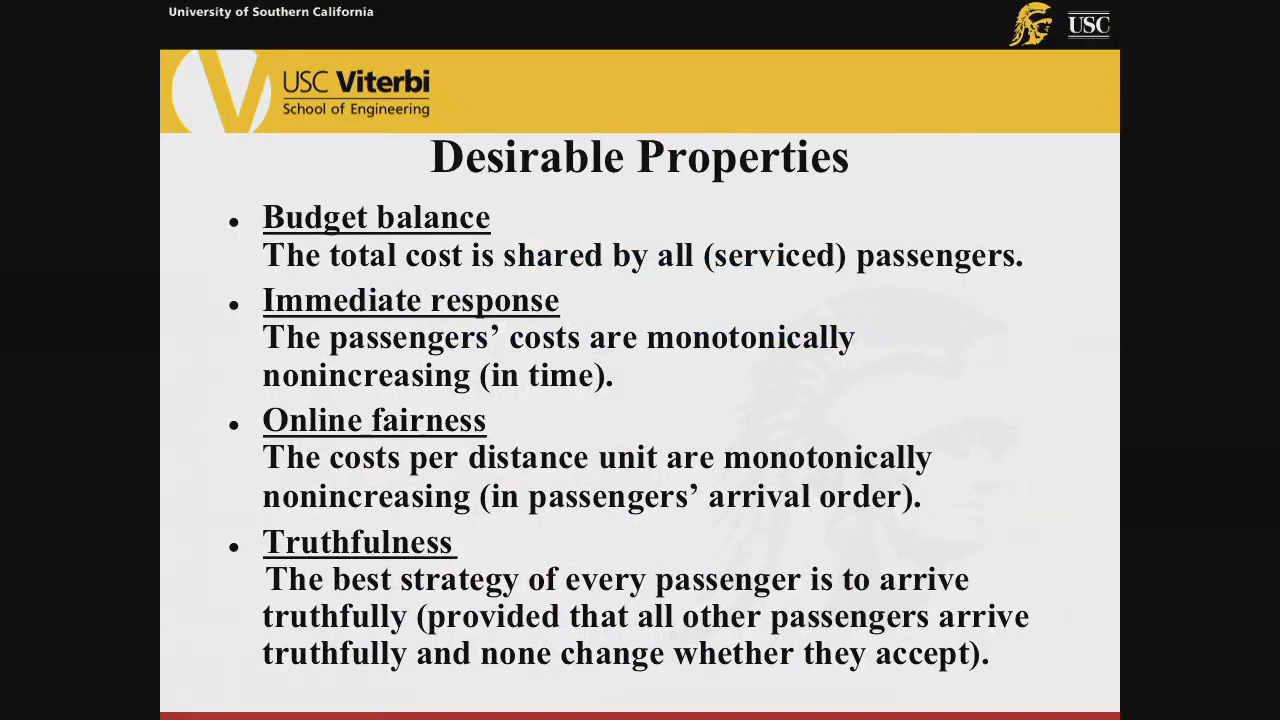 University of Southern California
USC
USC Viterbi
School of Engineering
Desirable Properties
• Budget balance
The total cost is shared by all (serviced) passengers.
• Immediate response
The passengers’ costs are monotonically
nonincreasing (in time).
• Online fairness
The costs per distance unit are monotonically
nonincreasing (in passengers’ arrival order).
• Truthfulness
The best strategy of every passenger is to arrive
truthfully (provided that all other passengers arrive
truthfully and none change whether they accept).